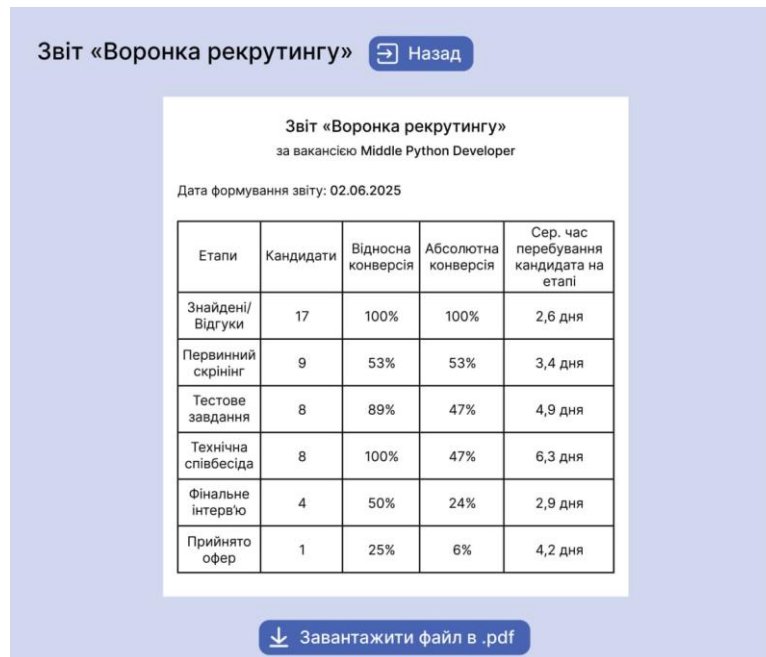 Звіт «Воронка рекрутингу» Назад
Звіт «Воронка рекрутингу»
за вакансією Middle Python Developer
Дата формування звіту: 02.06.2025
Етапи Кандидати Відносна конверсія Абсолютна конверсія Сер. час перебування кандидата на етапі
Знайдені/Відгуки 17 100% 100% 2,6 дня
Первинний скрінінг 9 53% 53% 3,4 дня
Тестове завдання 8 89% 47% 4,9 дня
Технічна співбесіда 8 100% 47% 6,3 дня
Фінальне інтерв'ю 4 50% 24% 2,9 дня
Прийнято офер 1 25% 6% 4,2 дня
Завантажити файл в .pdf